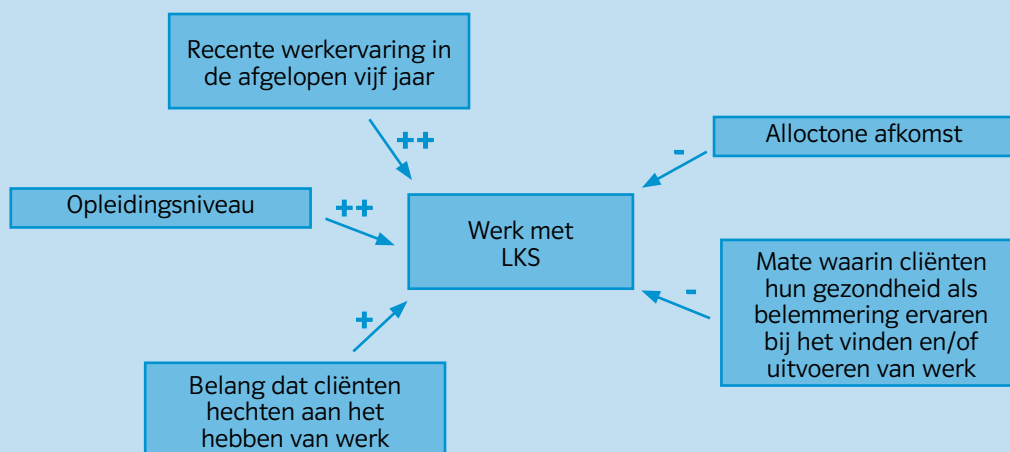 Recente werkervaring in
de afgelopen vijf jaar
++
Alloctone afkomst
-
Opleidingsniveau
++
Werk met
LKS
Mate waarin cliënten
hun gezondheid als
belemmering ervaren
bij het vinden en/of
uitvoeren van werk
-
+
Belang dat cliënten
hechten aan het
hebben van werk